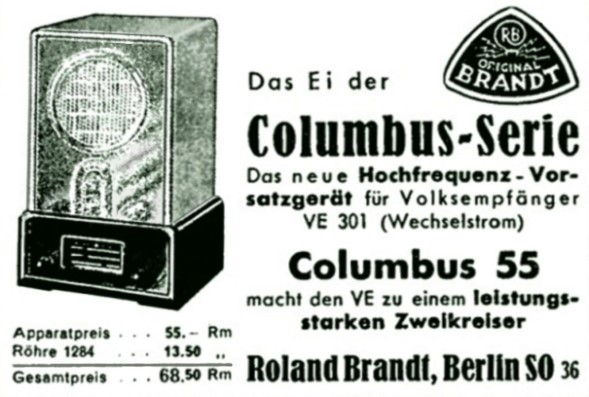 RB
ORIGINAL
BRANDT
Das Ei der
Columbus-Serie
Das neue Hochfrequenz-Vor-
satzgerät für Volksempfänger
VE 301 (Wechselstrom)
Columbus 55
macht den VE zu einem leistungs-
starken Zweikreiser
Apparatpreis . . . 55.- Rm
Röhre 1284 . . . 13.50 „
Gesamtpreis . . . 68,50 Rm
Roland Brandt, Berlin SO 36